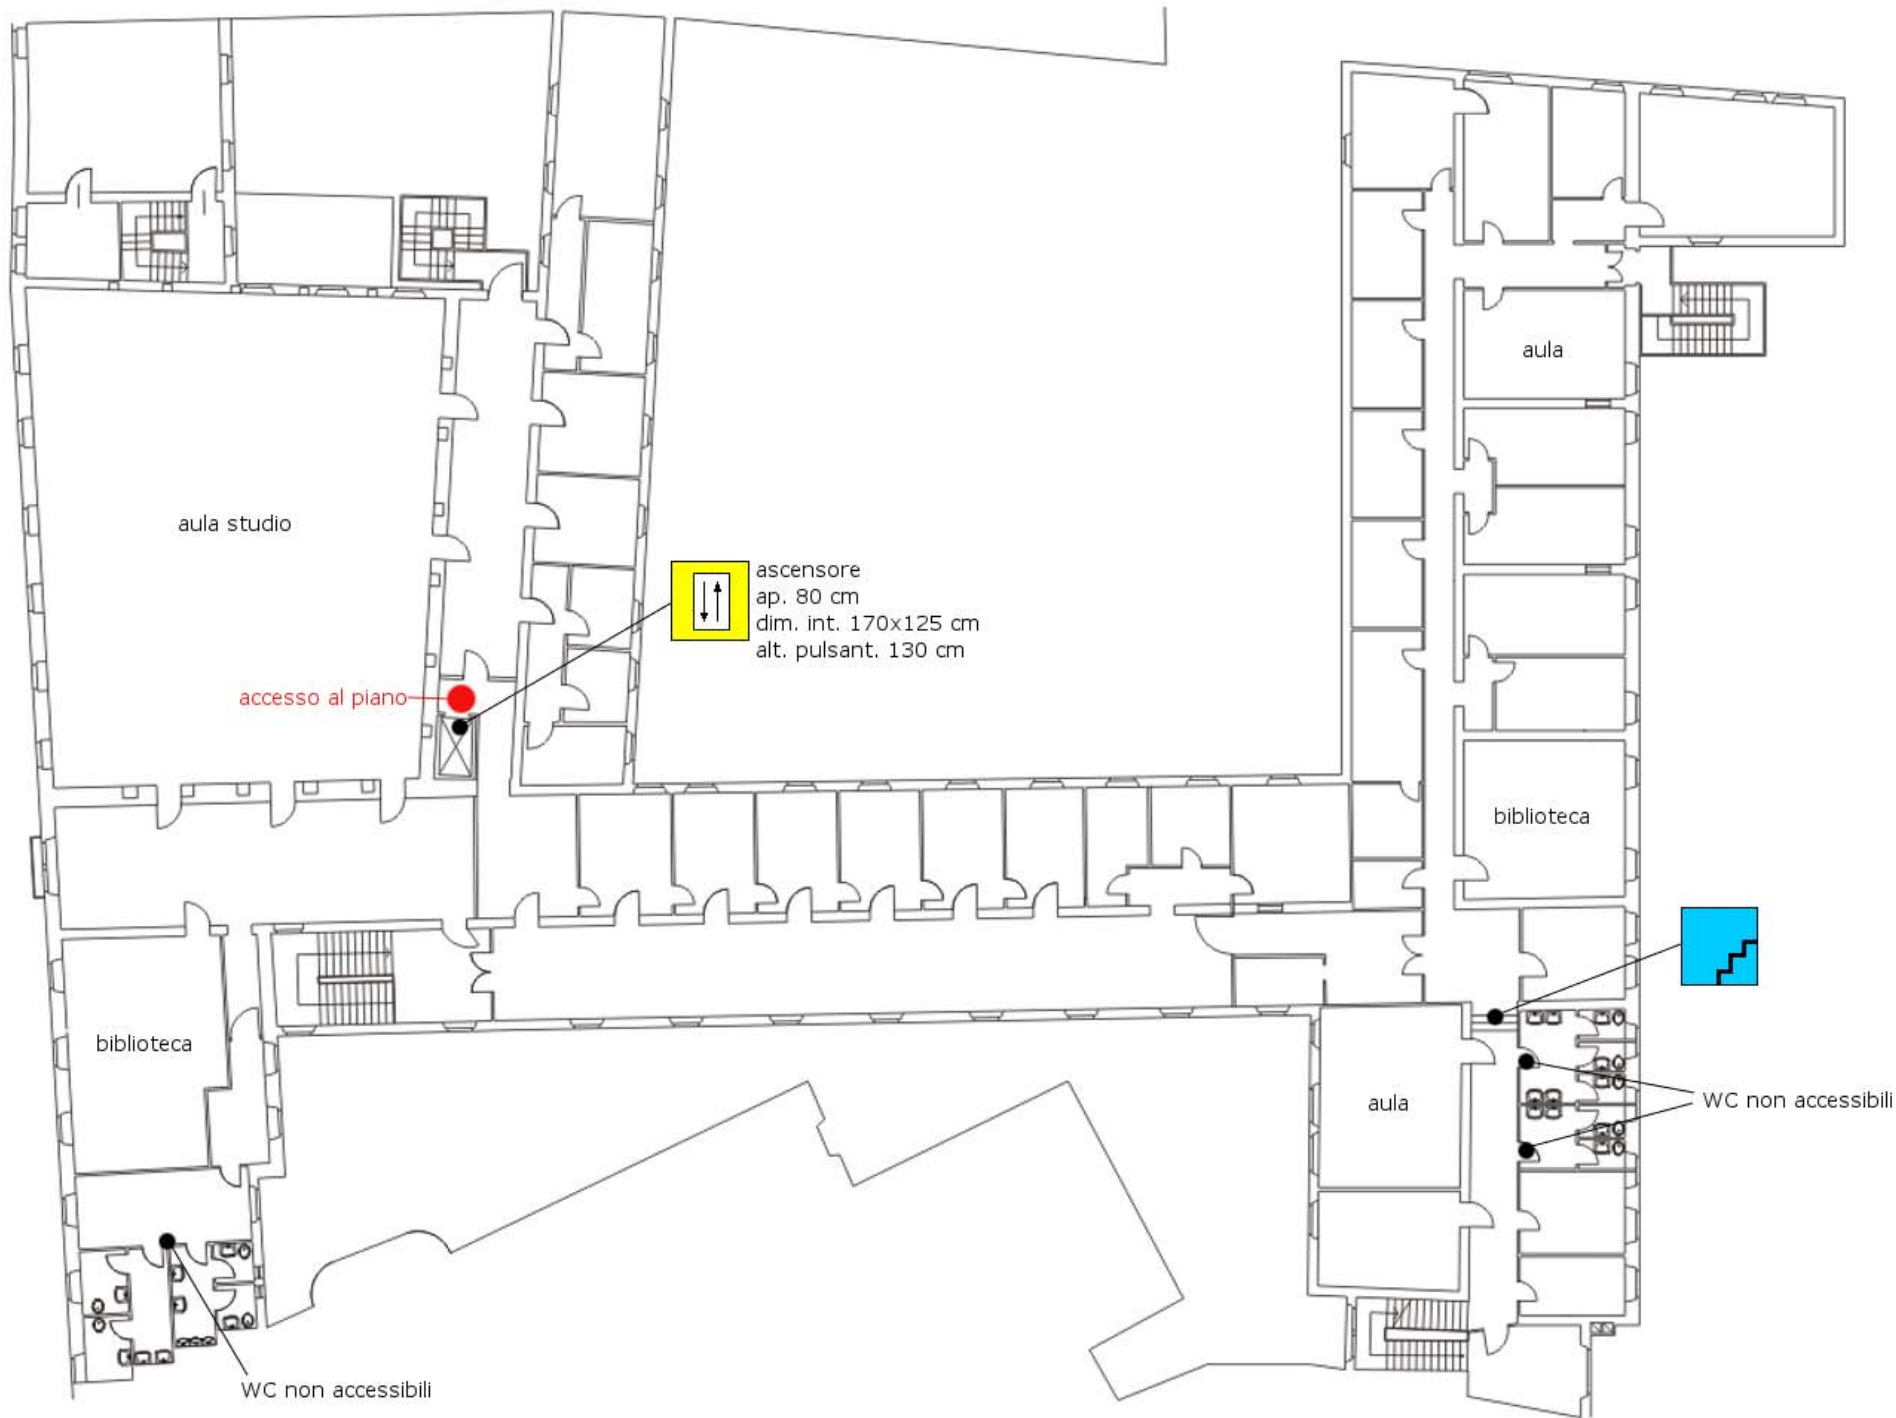 aula
aula studio
ascensore
ap. 80 cm
dim. int. 170x125 cm
alt. pulsant. 130 cm
accesso al piano
biblioteca
biblioteca
aula
WC non accessibili
WC non accessibili